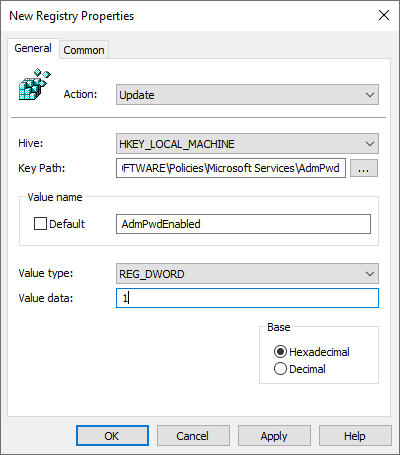 New Registry Properties
General
Common
Action:
Update
Hive:
HKEY_LOCAL_MACHINE
Key Path:
FTWARE\Policies\Microsoft Services\AdmPwd
...
Value name
Default
AdmPwdEnabled
Value type:
REG_DWORD
Value data:
1
Base
Hexadecimal
Decimal
OK
Cancel
Apply
Help